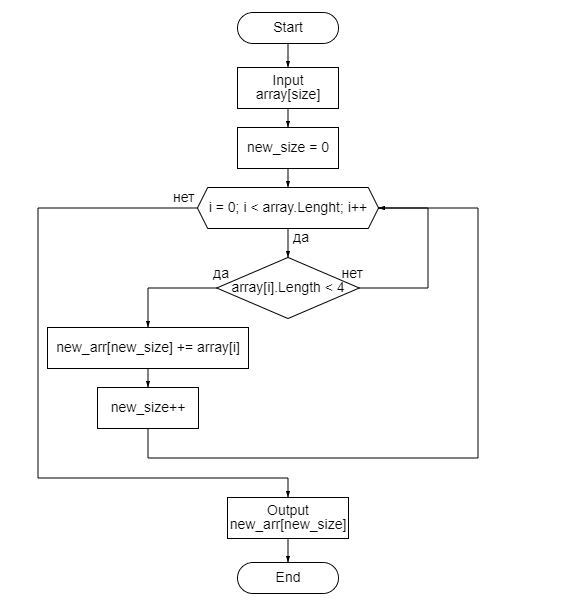 Start
Input
array[size]
new_size = 0
нет
i = 0; i < array.Lenght; i++
да
да
array[i].Length < 4
нет
new_arr[new_size] += array[i]
new_size++
Output
new_arr[new_size]
End